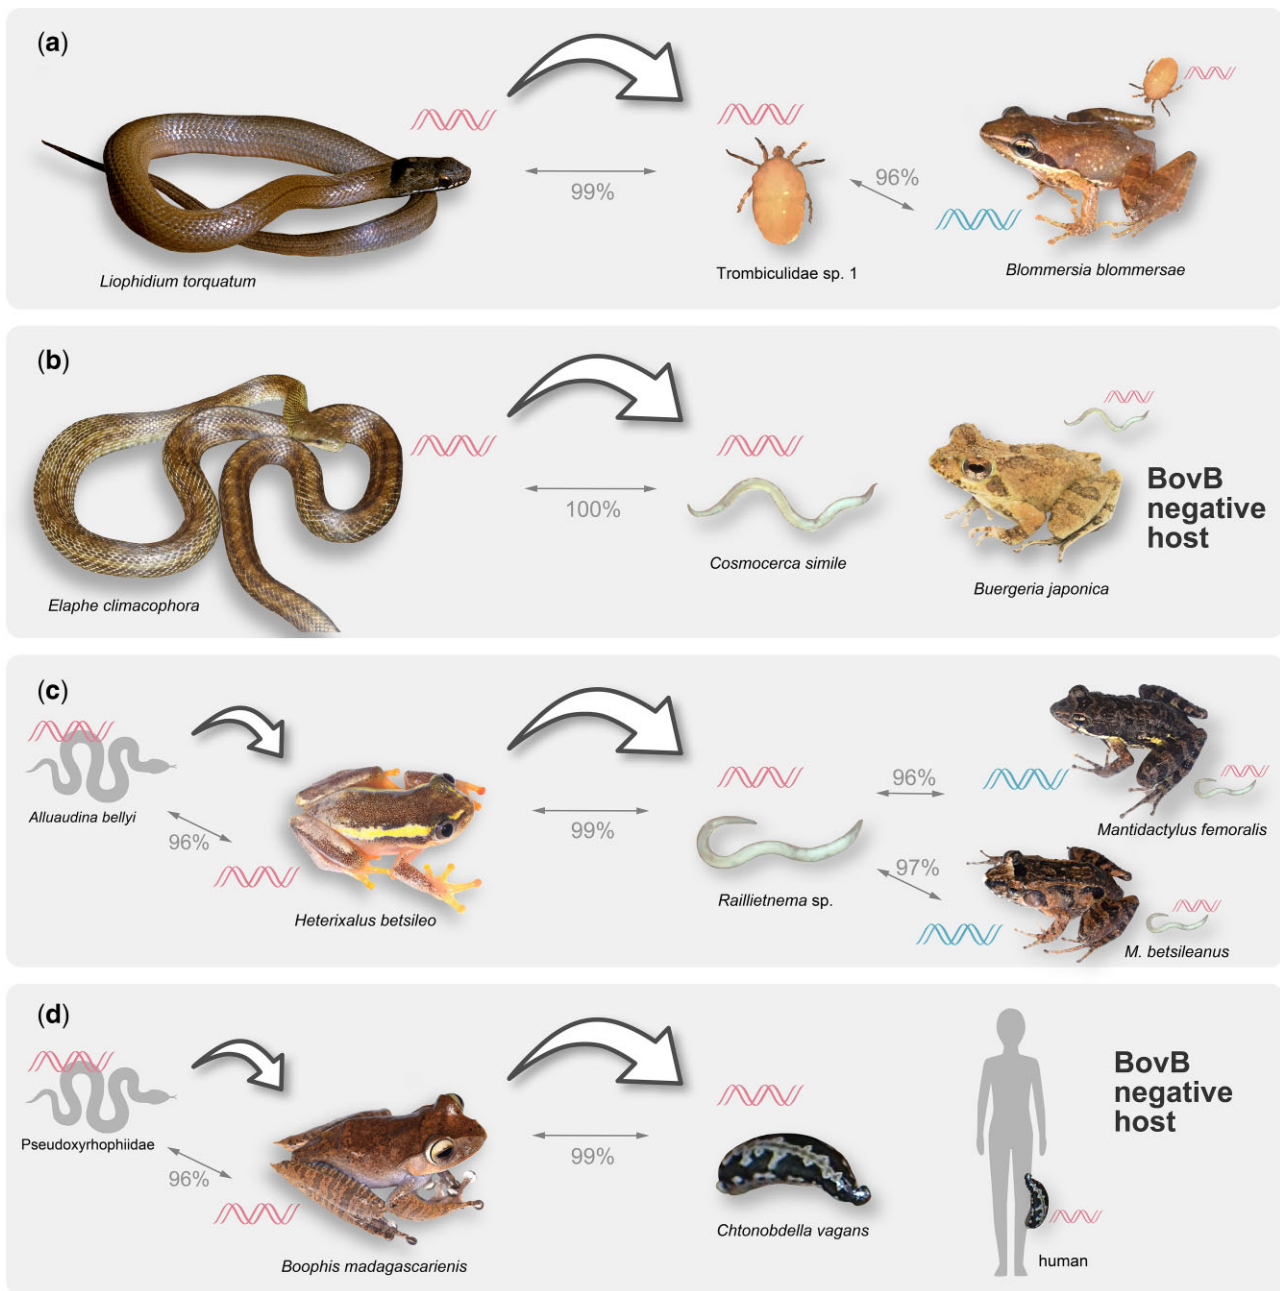 (a)
99%
96%
Liophidium torquatum
Trombiculidae sp. 1
Blommersia blommersae
(b)
100%
BovB
negative
host
Elaphe climacophora
Cosmocerca simile
Buergeria japonica
(c)
Alluaudina bellyi
96%
99%
96%
Mantidactylus femoralis
97%
Heterixalus betsileo
Raillietnema sp.
M. betsileanus
(d)
BovB
negative
host
Pseudoxyrhophiidae
96%
99%
Chtonobdella vagans
Boophis madagascarienis
human